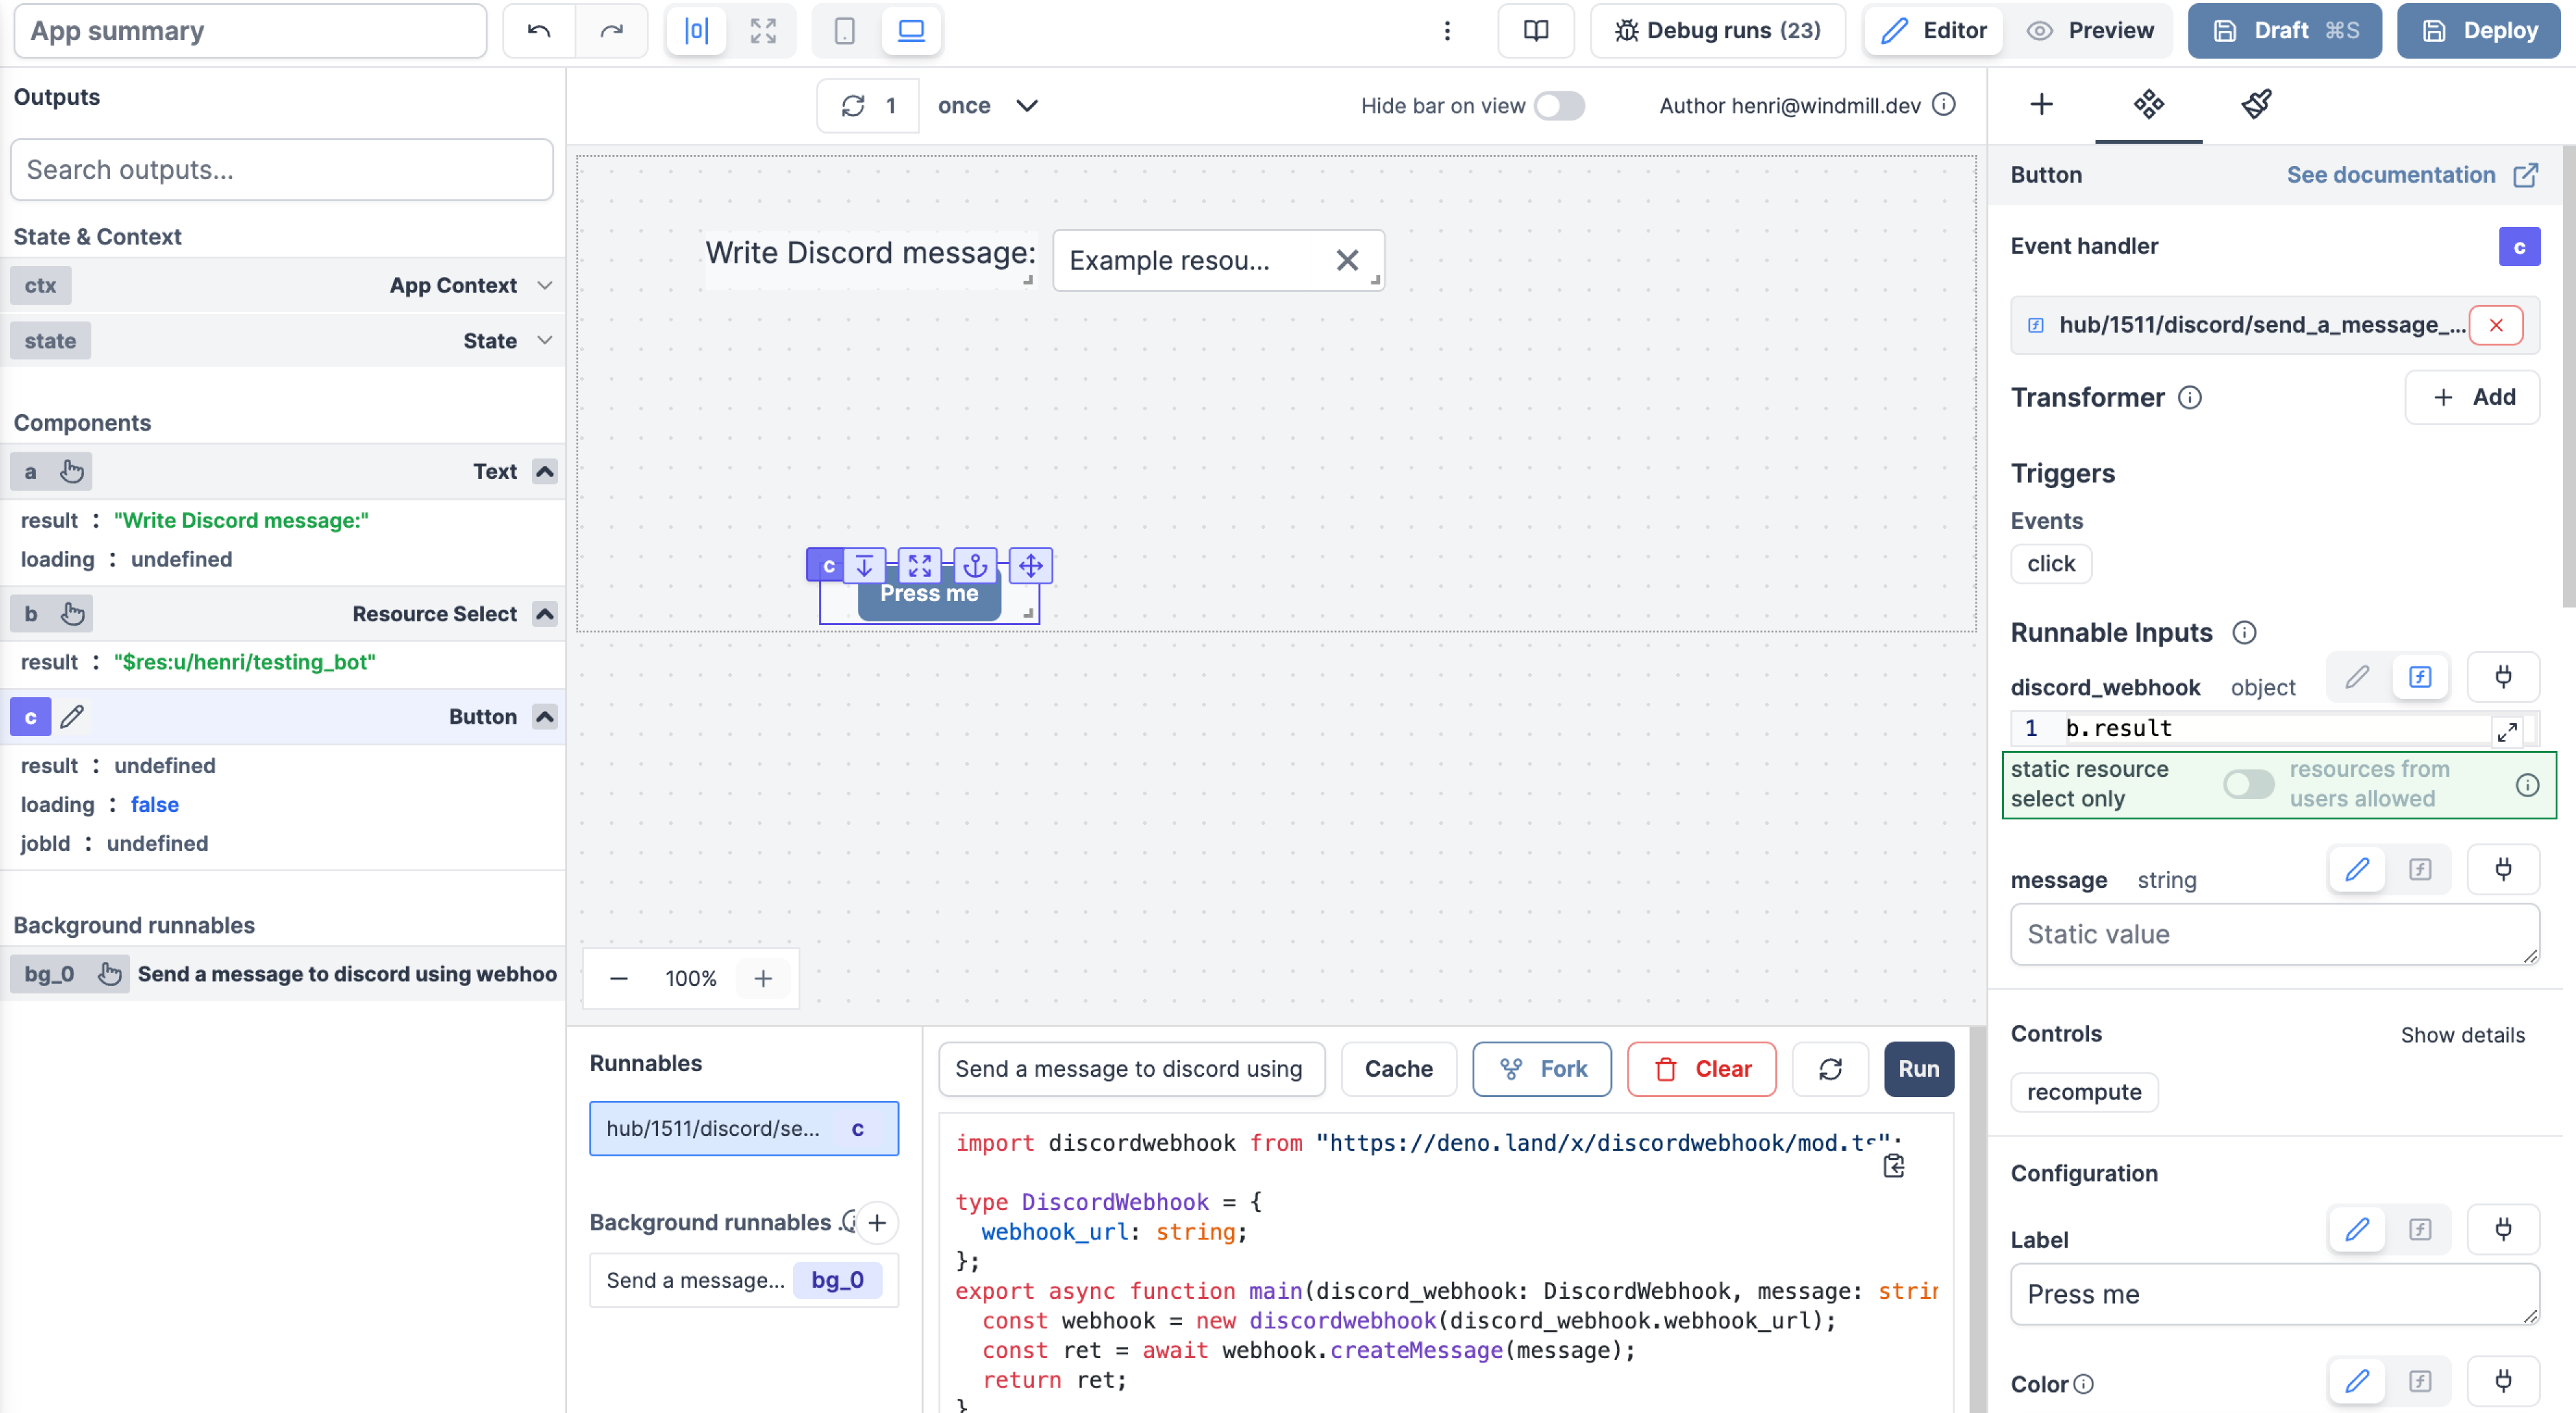 App summary
Debug runs (23)
Editor
Preview
Draft ⌘S
Deploy
Outputs
Search outputs...
State & Context
ctx
App Context
state
State
Components
a
Text
result : "Write Discord message:"
loading : undefined
b
Resource Select
result : "$res:u/henri/testing_bot"
c
Button
result : undefined
loading : false
jobId : undefined
Background runnables
bg_0
Send a message to discord using webhoo
1
once
Hide bar on view
Author henri@windmill.dev
Write Discord message:
Example resou...
c
Press me
100%
Runnables
hub/1511/discord/se...
c
Background runnables
Send a message...
bg_0
Send a message to discord using
Cache
Fork
Clear
Run
import discordwebhook from "https://deno.land/x/discordwebhook/mod.ts";
type DiscordWebhook = {
webhook_url: string;
};
export async function main(discord_webhook: DiscordWebhook, message: strin
const webhook = new discordwebhook(discord_webhook.webhook_url);
const ret = await webhook.createMessage(message);
return ret;
}
Button
See documentation
Event handler
c
hub/1511/discord/send_a_message_...
Transformer
Add
Triggers
Events
click
Runnable Inputs
discord_webhook object
1 b.result
static resource
select only
resources from
users allowed
message string
Static value
Controls
Show details
recompute
Configuration
Label
Press me
Color